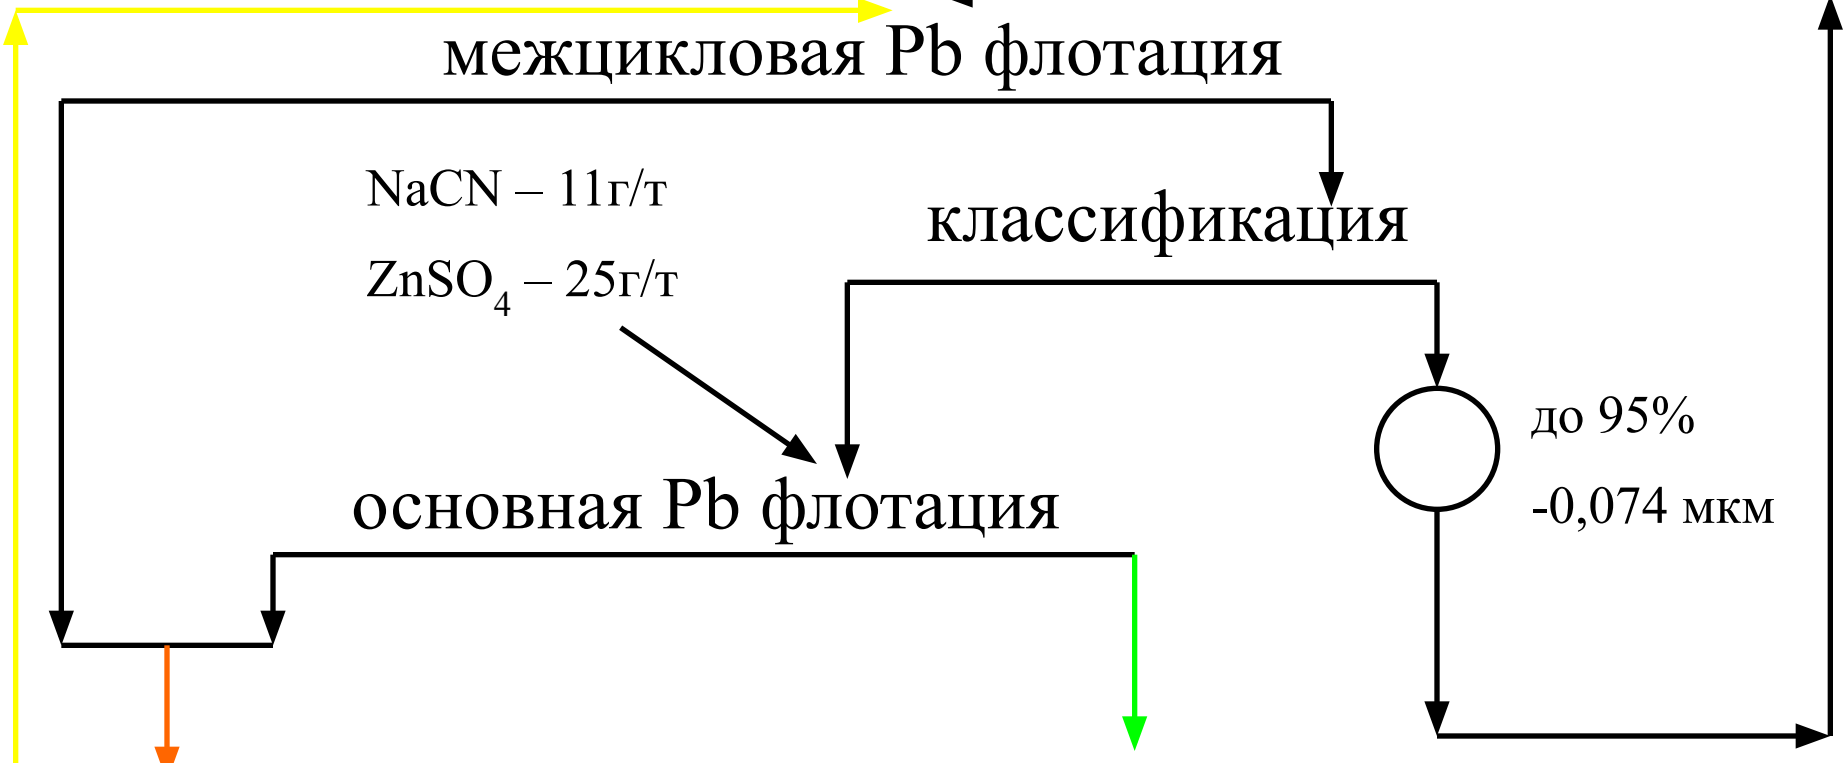 межцикловая Pb флотация
NaCN – 11г/т
классификация
ZnSO₄ – 25г/т
до 95%
основная Pb флотация
-0,074 мкм